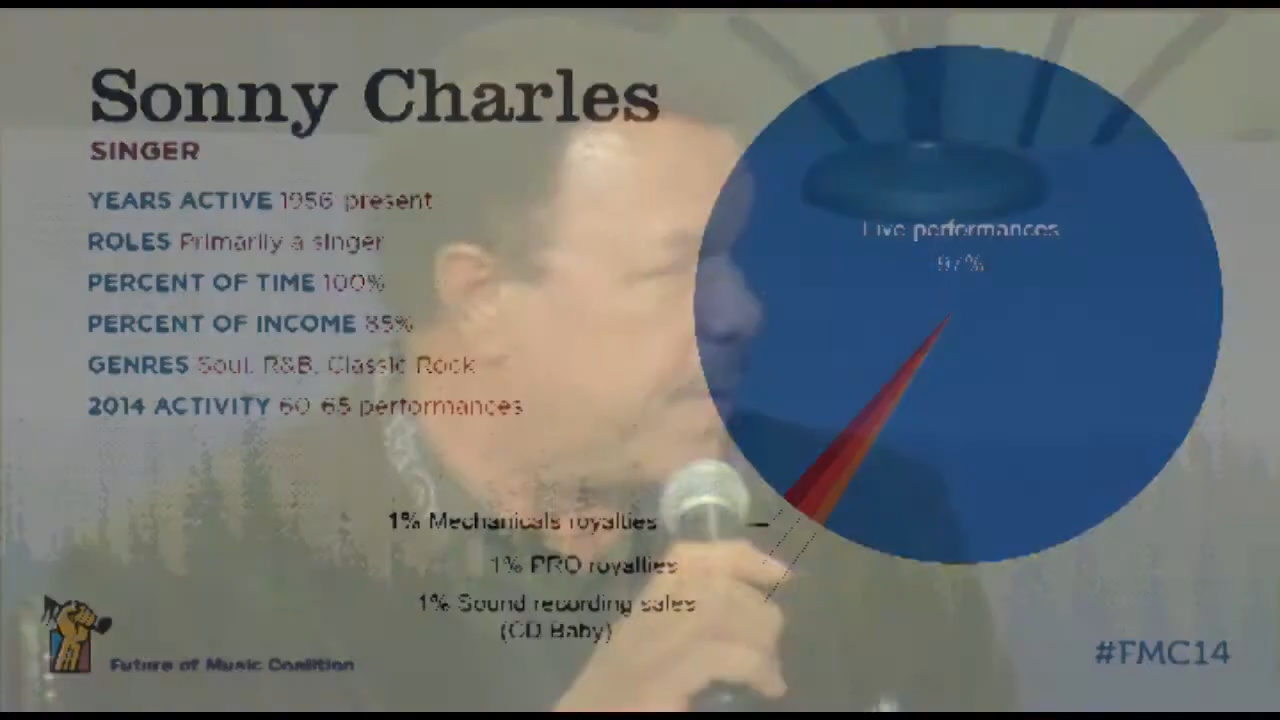 Sonny Charles
SINGER
YEARS ACTIVE 1956-present
ROLES Primarily a singer
PERCENT OF TIME 100%
PERCENT OF INCOME 85%
GENRES Soul, R&B, Classic Rock
2014 ACTIVITY 60-65 performances
Live performances
97%
1% Mechanicals royalties
1% PRO royalties
1% Sound recording sales
(CD Baby)
Future of Music Coalition
#FMC14